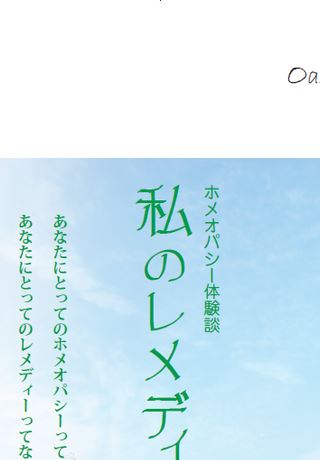 Oa
ホメオパシー体験談
私のレメディ
あなたにとってのホメオパシーって
あなたにとってのレメディーってな